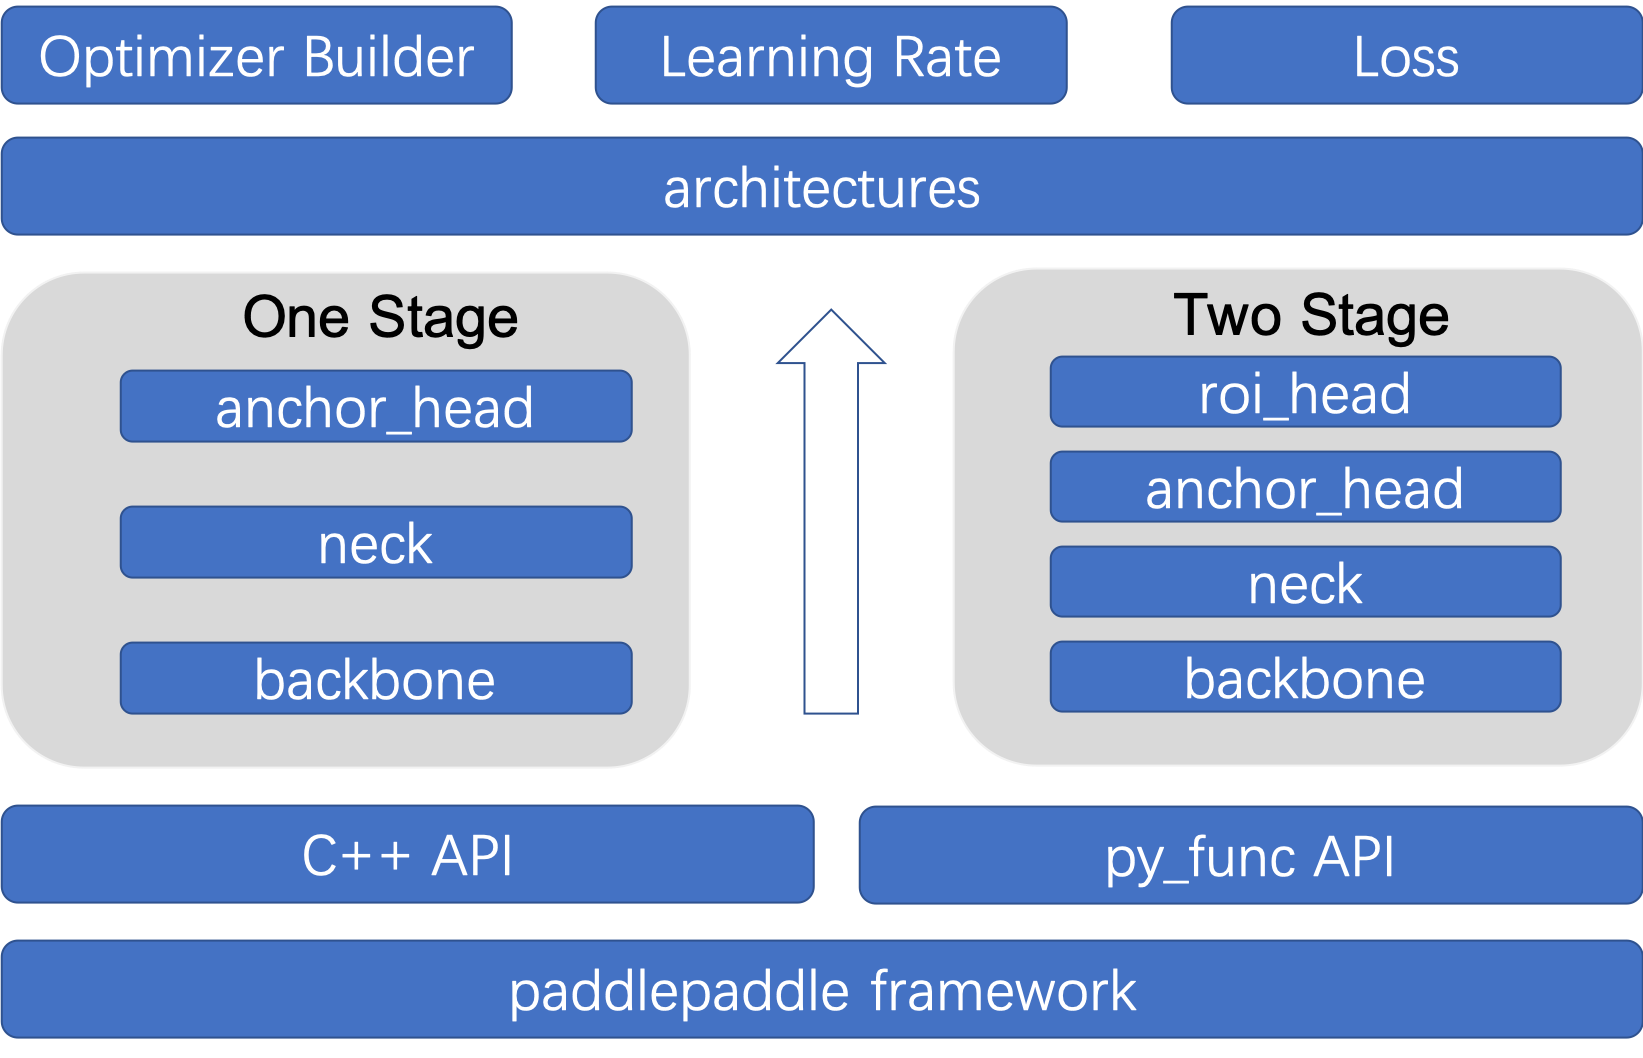 Optimizer Builder
Learning Rate
Loss
architectures
One Stage
anchor_head
neck
backbone
Two Stage
roi_head
anchor_head
neck
backbone
C++ API
py_func API
paddlepaddle framework